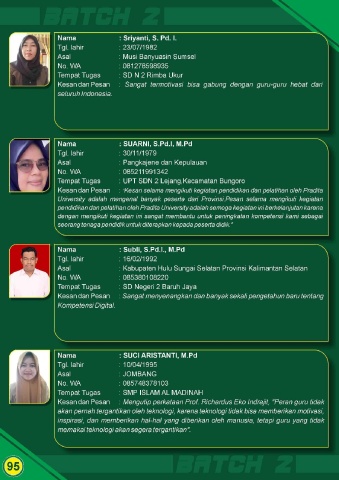 BATCH 2
Nama : Sriyanti, S. Pd. I.
Tgl. lahir : 23/07/1982
Asal : Musi Banyuasin Sumsel
No. WA : 081278698935
Tempat Tugas : SD N 2 Rimba Ukur
Kesan dan Pesan : Sangat termotivasi bisa gabung dengan guru-guru hebat dari
seluruh Indonesia.
Nama : SUARNI, S.Pd.I, M.Pd
Tgl. lahir : 30/11/1979
Asal : Pangkajene dan Kepulauan
No. WA : 085211991342
Tempat Tugas : UPT SDN 2 Lejang,Kecamatan Bungoro
Kesan dan Pesan : "Kesan selama mengikuti kegiatan pendidikan dan pelatihan oleh Pradita
University adalah mengenal banyak peserta dan Provinsi.Pesan selama mengikuti kegiatan
pendidikan dan pelatihan oleh Pradita University adalah semoga kegiatan ini berkelanjutan karena
dengan mengikuti kegiatan ini sangat membantu untuk peningkatan kompetensi kami sebagai
seorang tenaga pendidik untuk diterapkan kepada peserta didik."
Nama : Subli, S.Pd.I., M.Pd
Tgl. lahir : 16/02/1992
Asal : Kabupaten Hulu Sungai Selatan Provinsi Kalimantan Selatan
No. WA : 085380108220
Tempat Tugas : SD Negeri 2 Baruh Jaya
Kesan dan Pesan : Sangat menyenangkan dan banyak sekali pengetahuan baru tentang
Kompetensi Digital.
Nama : SUCI ARISTANTI, M.Pd
Tgl. lahir : 10/04/1995
Asal : JOMBANG
No. WA : 085748378103
Tempat Tugas : SMP ISLAM AL MADINAH
Kesan dan Pesan : Mengutip perkataan Prof. Richardus Eko Indrajit, "Peran guru tidak
akan pernah tergantikan oleh teknologi, karena teknologi tidak bisa memberikan motivasi,
inspirasi, dan memberikan hal-hal yang diberikan oleh manusia, tetapi guru yang tidak
memakai teknologi akan segera tergantikan".
95
BATCH 2